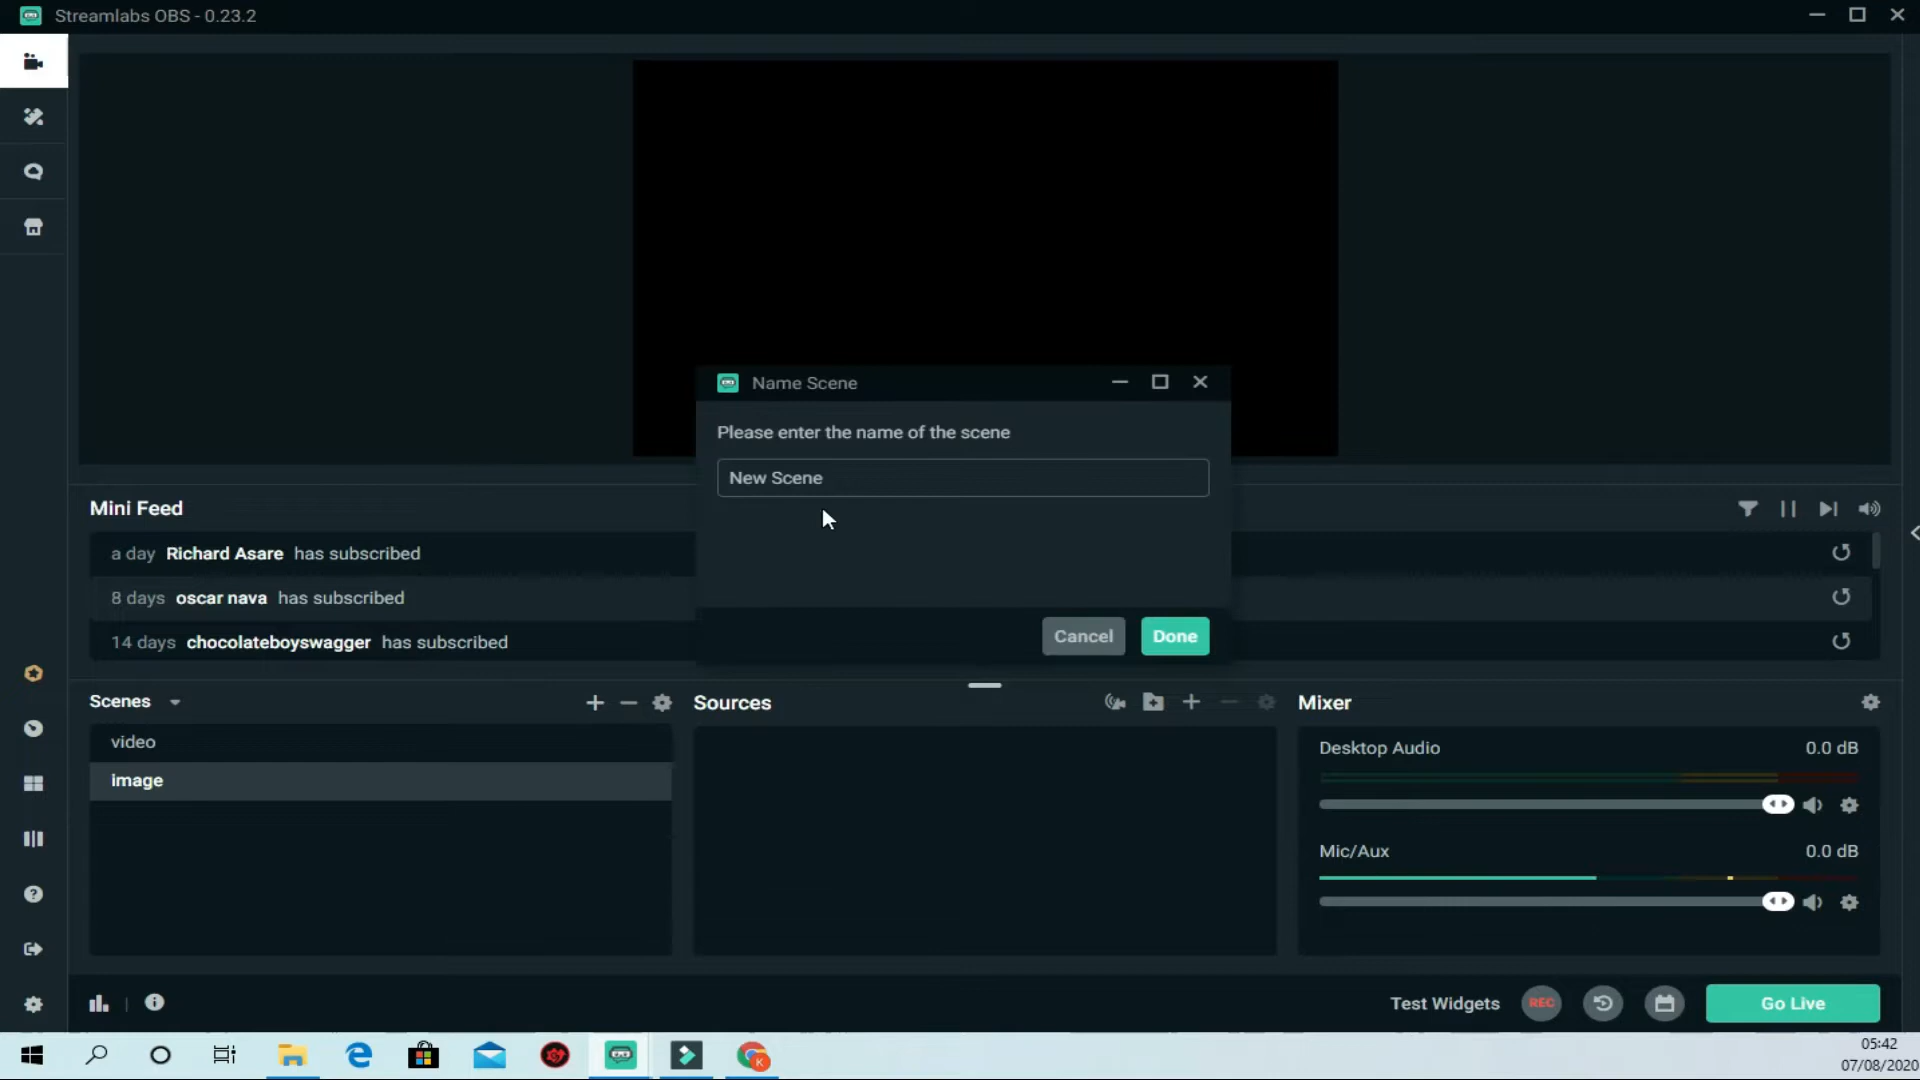 Streamlabs OBS - 0.23.2
Name Scene
Please enter the name of the scene
New Scene
Cancel
Done
Mini Feed
a day Richard Asare has subscribed
8 days oscar nava has subscribed
14 days chocolateboyswagger has subscribed
Scenes
video
image
Sources
Mixer
Desktop Audio 0.0 dB
Mic/Aux 0.0 dB
Test Widgets
REC
Go Live
K
05:42
07/08/2020